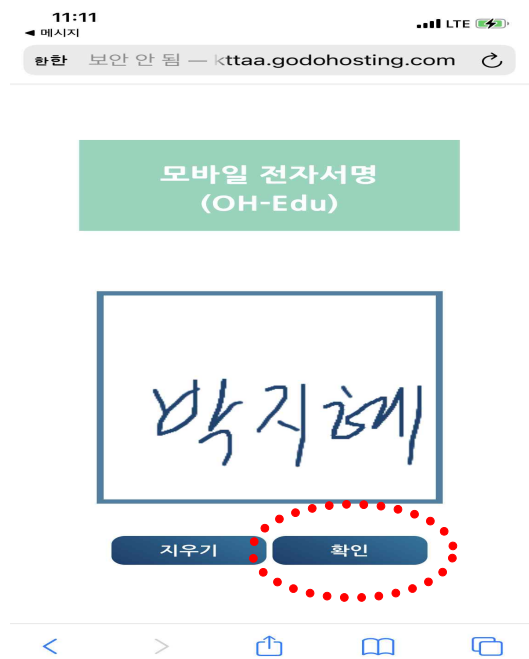 11:11
LTE
◀ 메시지
한한 보안 안 됨 — kttaa.godohosting.com
모바일 전자서명
(OH-Edu)
박지혜
지우기 확인